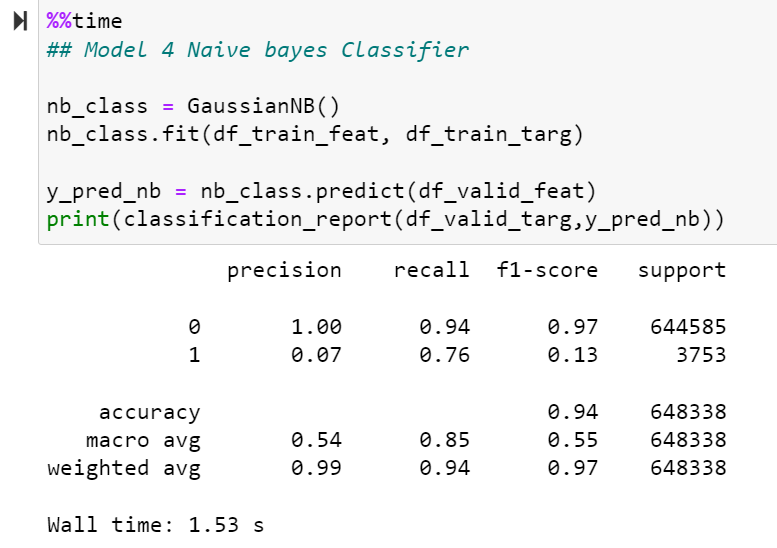 %%time
## Model 4 Naive bayes Classifier
nb_class = GaussianNB()
nb_class.fit(df_train_feat, df_train_targ)
y_pred_nb = nb_class.predict(df_valid_feat)
print(classification_report(df_valid_targ,y_pred_nb))
precision recall f1-score support
0 1.00 0.94 0.97 644585
1 0.07 0.76 0.13 3753
accuracy 0.94 648338
macro avg 0.54 0.85 0.55 648338
weighted avg 0.99 0.94 0.97 648338
Wall time: 1.53 s